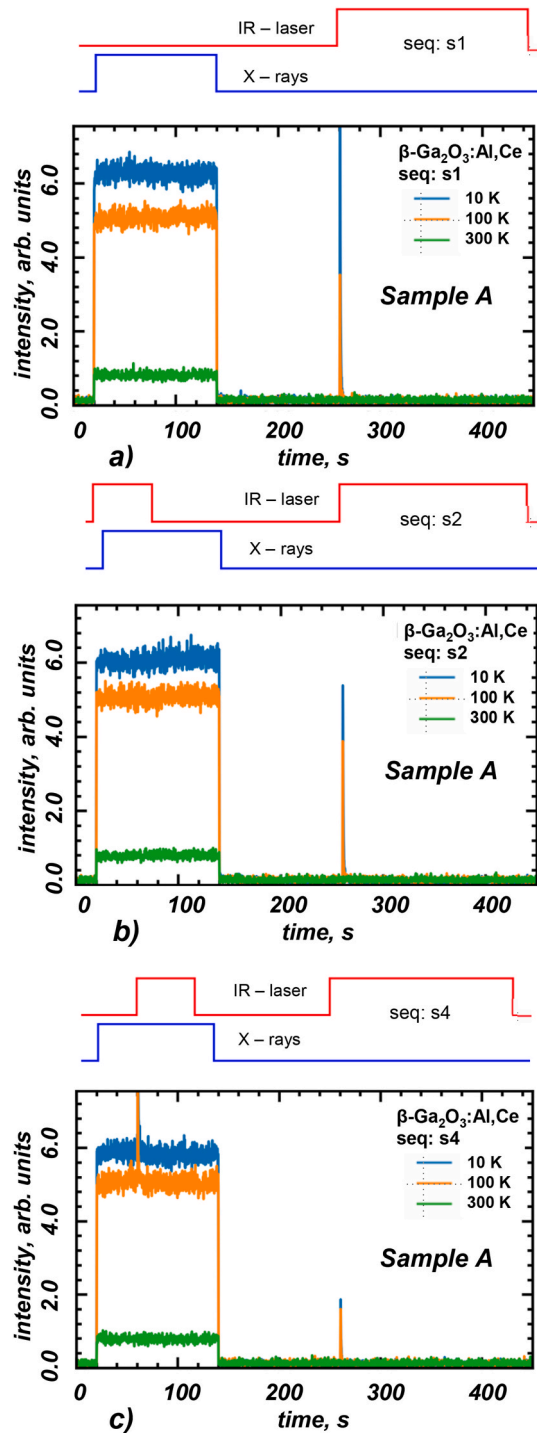 IR – laser
seq: s1
X – rays
β-Ga₂O₃:Al,Ce
seq: s1
10 K
100 K
300 K
Sample A
intensity, arb. units
0.0 2.0 4.0 6.0
0 100 200 300 400
time, s
a)
IR – laser
seq: s2
X – rays
β-Ga₂O₃:Al,Ce
seq: s2
10 K
100 K
300 K
Sample A
intensity, arb. units
0.0 2.0 4.0 6.0
0 100 200 300 400
time, s
b)
IR – laser
seq: s4
X – rays
β-Ga₂O₃:Al,Ce
seq: s4
10 K
100 K
300 K
Sample A
intensity, arb. units
0.0 2.0 4.0 6.0
0 100 200 300 400
time, s
c)